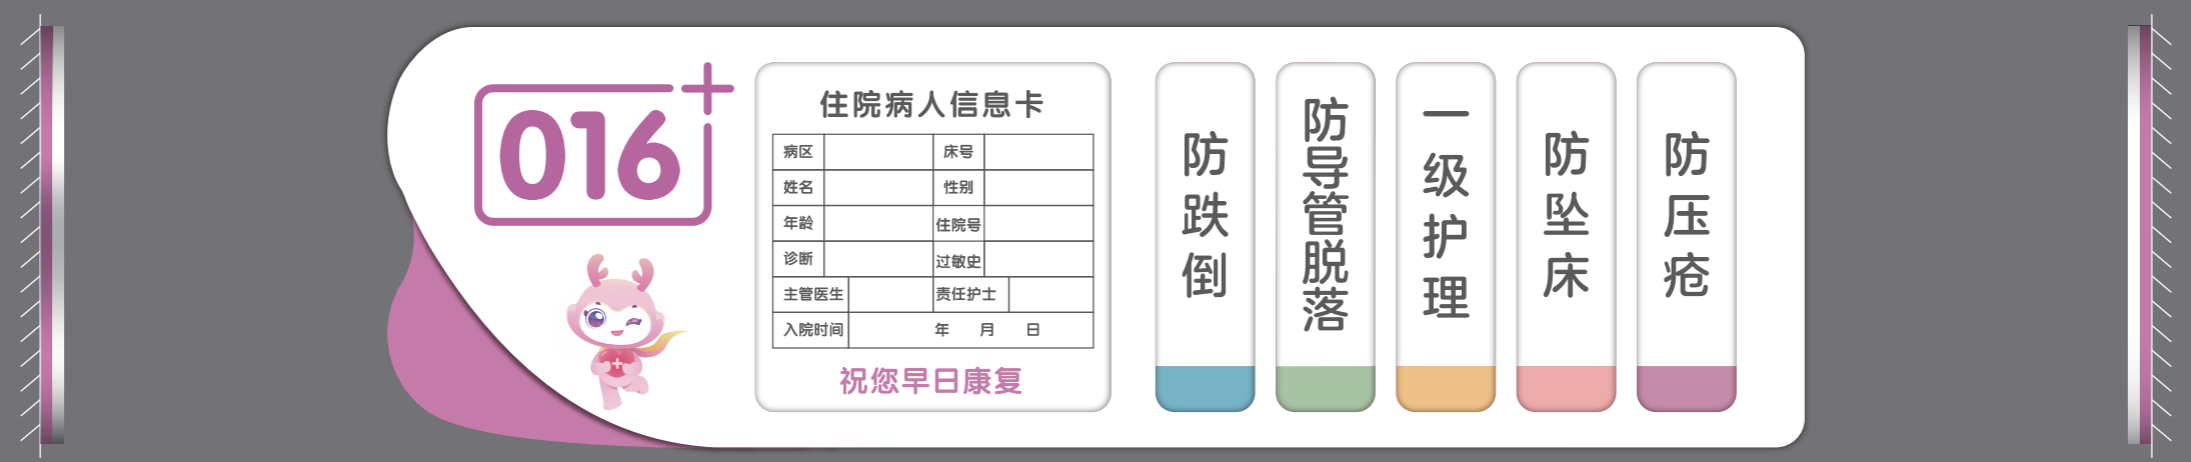 016
住院病人信息卡
病区 床号
姓名 性别
年龄 住院号
诊断 过敏史
主管医生 责任护士
入院时间 年 月 日
祝您早日康复
防跌倒
防导管脱落
一级护理
防坠床
防压疮